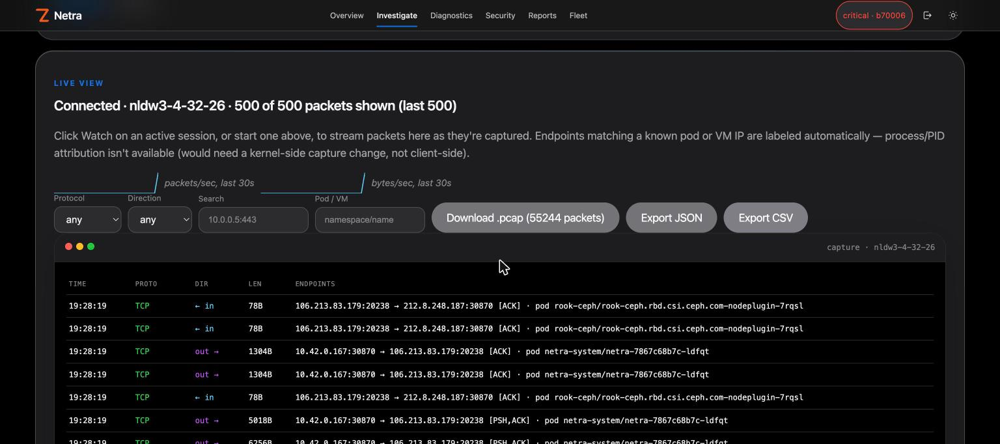 Netra
Overview Investigate Diagnostics Security Reports Fleet
critical · b70006
LIVE VIEW
Connected · nldw3-4-32-26 · 500 of 500 packets shown (last 500)
Click Watch on an active session, or start one above, to stream packets here as they're captured. Endpoints matching a known pod or VM IP are labeled automatically — process/PID
attribution isn't available (would need a kernel-side capture change, not client-side).
packets/sec, last 30s bytes/sec, last 30s
Protocol Direction Search Pod / VM
any any 10.0.0.5:443 namespace/name Download .pcap (55244 packets) Export JSON Export CSV
capture · nldw3-4-32-26
TIME PROTO DIR LEN ENDPOINTS
19:28:19 TCP ← in 78B 106.213.83.179:20238 → 212.8.248.187:30870 [ACK] · pod rook-ceph/rook-ceph.rbd.csi.ceph.com-nodeplugin-7rqsl
19:28:19 TCP ← in 78B 106.213.83.179:20238 → 212.8.248.187:30870 [ACK] · pod rook-ceph/rook-ceph.rbd.csi.ceph.com-nodeplugin-7rqsl
19:28:19 TCP out → 1304B 10.42.0.167:30870 → 106.213.83.179:20238 [ACK] · pod netra-system/netra-7867c68b7c-ldfqt
19:28:19 TCP out → 1304B 10.42.0.167:30870 → 106.213.83.179:20238 [ACK] · pod netra-system/netra-7867c68b7c-ldfqt
19:28:19 TCP ← in 78B 106.213.83.179:20238 → 212.8.248.187:30870 [ACK] · pod rook-ceph/rook-ceph.rbd.csi.ceph.com-nodeplugin-7rqsl
19:28:19 TCP out → 5018B 10.42.0.167:30870 → 106.213.83.179:20238 [PSH,ACK] · pod netra-system/netra-7867c68b7c-ldfqt
19:28:19 TCP out → 6256B 10.42.0.167:30870 → 106.213.83.179:20238 [PSH,ACK] · pod netra-system/netra-7867c68b7c-ldfqt